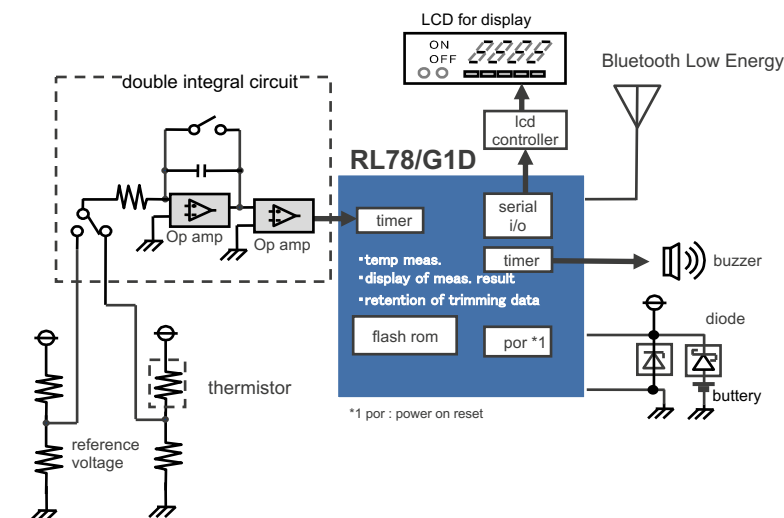 LCD for display
ON
OFF
8888
Bluetooth Low Energy
double integral circuit
lcd
controller
RL78/G1D
Op amp
Op amp
timer
serial
i/o
・temp meas.
・display of meas. result
・retention of trimming data
timer
buzzer
flash rom
por *1
diode
buttery
thermistor
*1 por : power on reset
reference
voltage